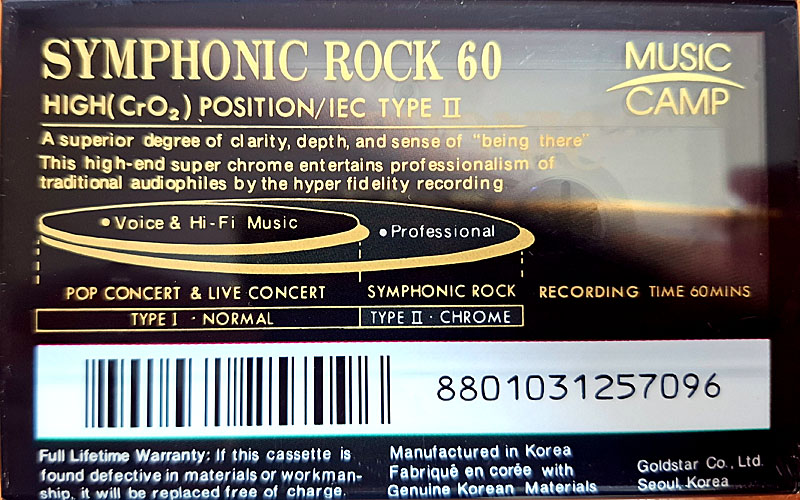 SYMPHONIC ROCK 60
MUSIC
CAMP
HIGH(CrO₂) POSITION/IEC TYPE II
A superior degree of clarity, depth, and sense of "being there"
This high-end super chrome entertains professionalism of
traditional audiophiles by the hyper fidelity recording
•Voice & Hi-Fi Music
•Professional
POP CONCERT & LIVE CONCERT
SYMPHONIC ROCK
RECORDING TIME 60MINS
TYPE I · NORMAL
TYPE II · CHROME
8801031257096
Full Lifetime Warranty: If this cassette is
found defective in materials or workman-
ship, it will be replaced free of charge.
Manufactured in Korea
Fabriqué en corée with
Genuine Korean Materials
Goldstar Co., Ltd.
Seoul, Korea